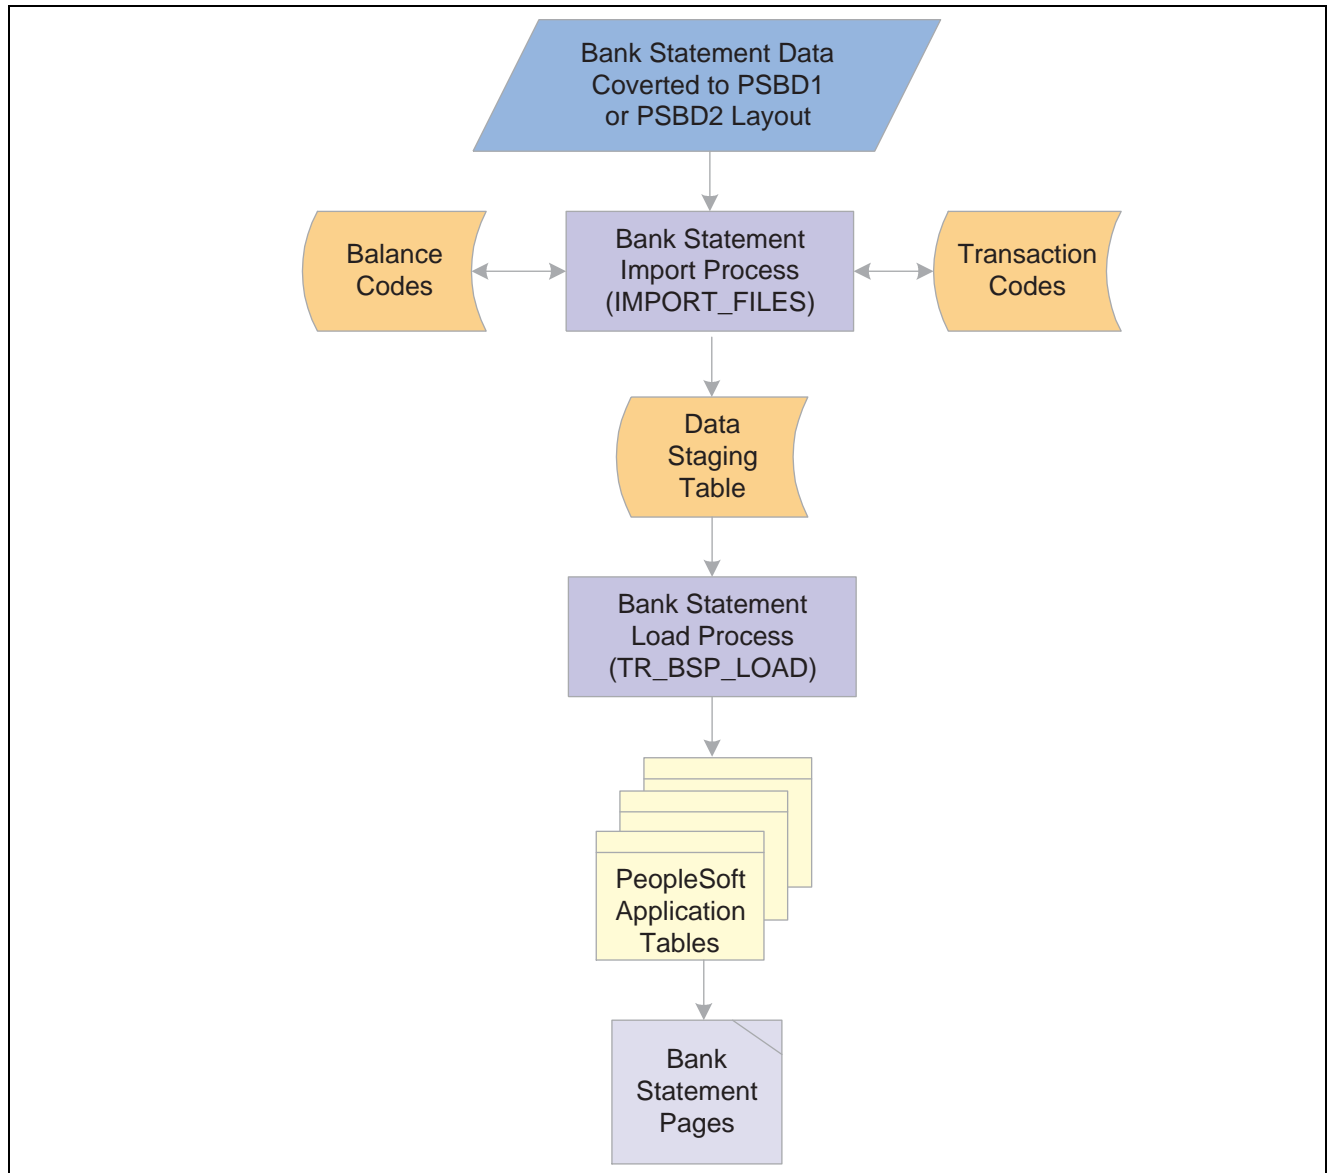 Bank Statement Data
Coverted to PSBD1
or PSBD2 Layout
Balance
Codes
Bank Statement
Import Process
(IMPORT_FILES)
Transaction
Codes
Data
Staging
Table
Bank Statement
Load Process
(TR_BSP_LOAD)
PeopleSoft
Application
Tables
Bank
Statement
Pages